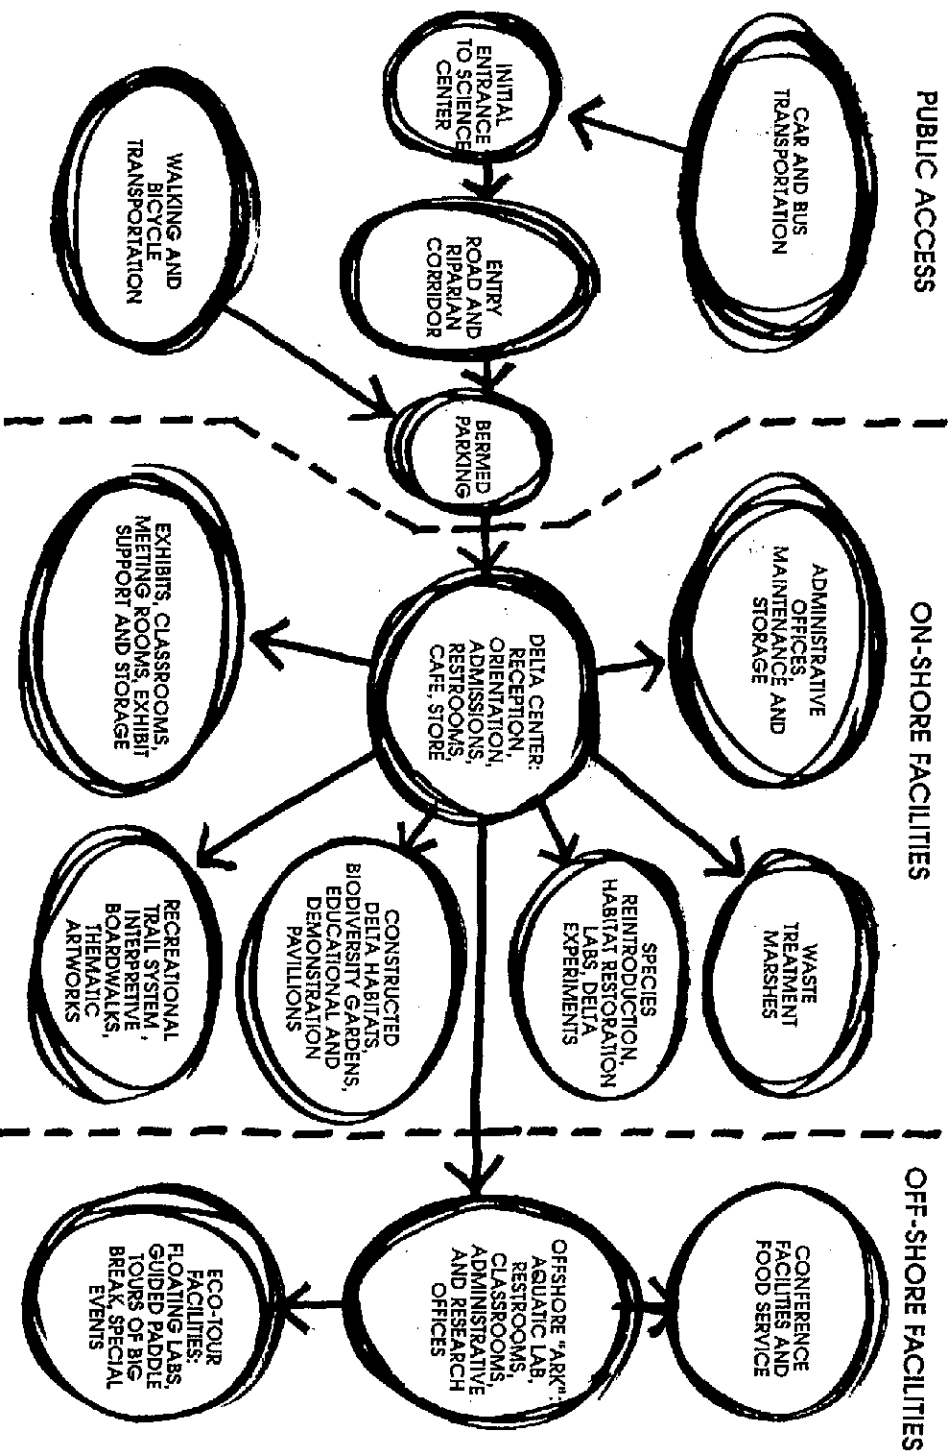 PUBLIC ACCESS
CAR AND BUS
TRANSPORTATION
INITIAL
ENTRANCE
TO SCIENCE
CENTER
ENTRY
ROAD AND
RIPARIAN
CORRIDOR
BERMED
PARKING
WALKING AND
BICYCLE
TRANSPORTATION
ON-SHORE FACILITIES
ADMINISTRATIVE
OFFICES,
MAINTENANCE AND
STORAGE
DELTA CENTER:
RECEPTION,
ORIENTATION,
ADMISSIONS,
RESTROOMS,
CAFE, STORE
EXHIBITS, CLASSROOMS,
MEETING ROOMS, EXHIBIT
SUPPORT AND STORAGE
WASTE
TREATMENT
MARSHES
SPECIES
REINTRODUCTION,
HABITAT RESTORATION
LABS, DELTA
EXPERIMENTS
CONSTRUCTED
DELTA HABITATS,
BIODIVERSITY GARDENS,
EDUCATIONAL AND
DEMONSTRATION
PAVILLIONS
RECREATIONAL
TRAIL SYSTEM,
INTERPRETIVE
BOARDWALKS,
THEMATIC
ARTWORKS
OFF-SHORE FACILITIES
CONFERENCE
FACILITIES AND
FOOD SERVICE
OFFSHORE "ARK":
AQUATIC LAB,
RESTROOMS,
CLASSROOMS,
ADMINISTRATIVE
AND RESEARCH
OFFICES
ECO-TOUR
FACILITIES:
FLOATING LABS,
GUIDED PADDLE
TOURS OF BIG
BREAK, SPECIAL
EVENTS